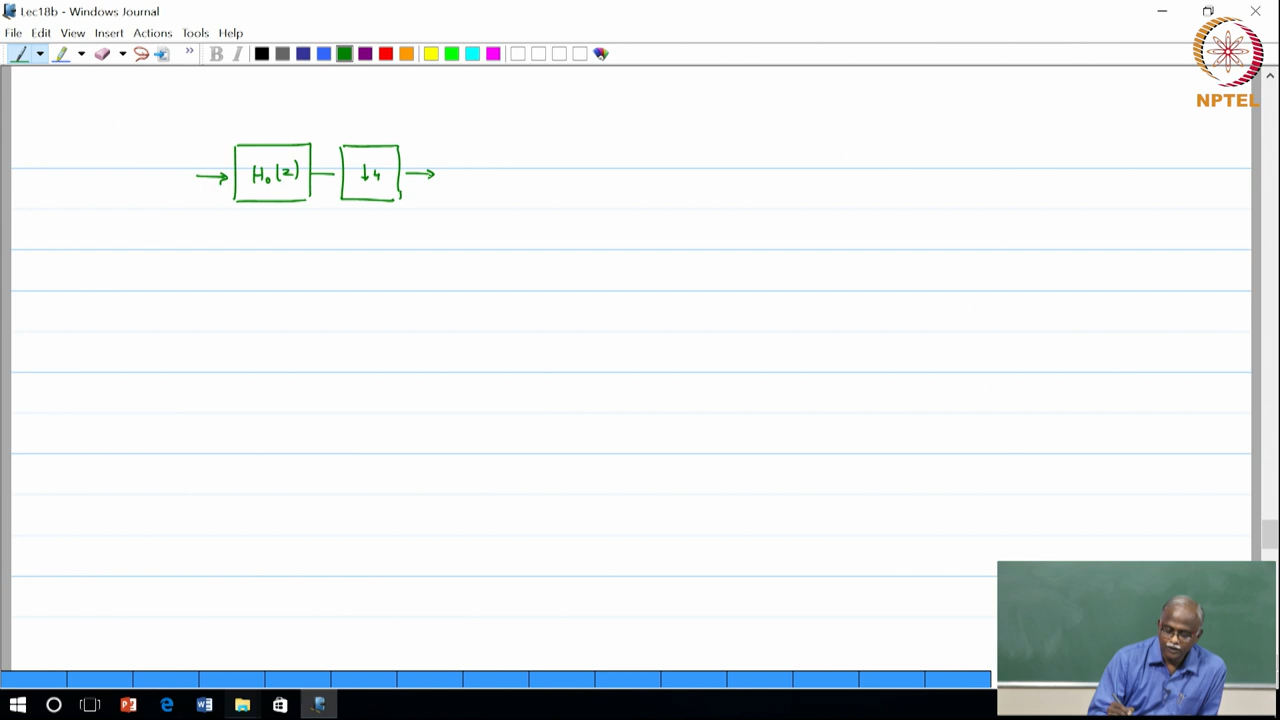 Lec18b - Windows Journal
File Edit View Insert Actions Tools Help
B I
NPTEL
H₀(z) ↓4